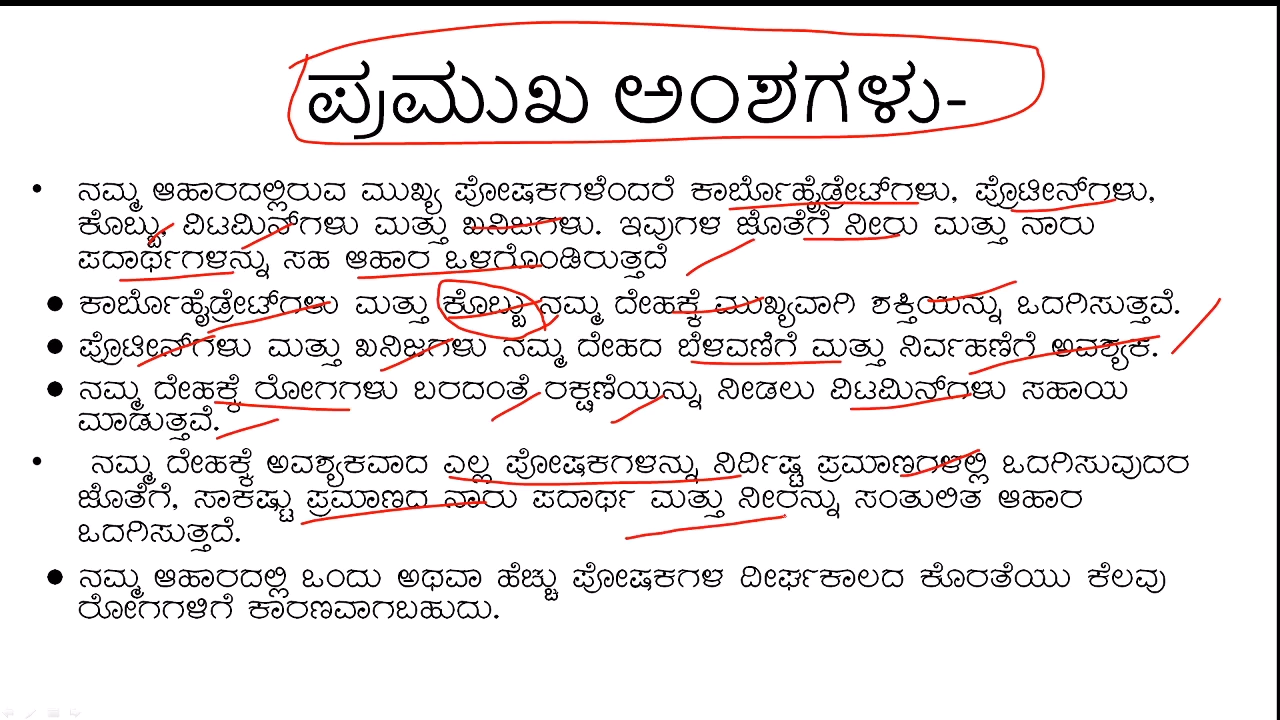 ಪ್ರಮುಖ ಅಂಶಗಳು-
• ನಮ್ಮ ಆಹಾರದಲ್ಲಿರುವ ಮುಖ್ಯ ಪೋಷಕಗಳೆಂದರೆ ಕಾರ್ಬೊಹೈಡ್ರೇಟ್‌ಗಳು, ಪ್ರೊಟೀನ್‌ಗಳು,
ಕೊಬ್ಬು, ವಿಟಮಿನ್‌ಗಳು ಮತ್ತು ಖನಿಜಗಳು. ಇವುಗಳ ಜೊತೆಗೆ ನೀರು ಮತ್ತು ನಾರು
ಪದಾರ್ಥಗಳನ್ನು ಸಹ ಆಹಾರ ಒಳಗೊಂಡಿರುತ್ತದೆ
● ಕಾರ್ಬೊಹೈಡ್ರೇಟ್‌ಗಳು ಮತ್ತು ಕೊಬ್ಬು ನಮ್ಮ ದೇಹಕ್ಕೆ ಮುಖ್ಯವಾಗಿ ಶಕ್ತಿಯನ್ನು ಒದಗಿಸುತ್ತವೆ.
● ಪ್ರೊಟೀನ್‌ಗಳು ಮತ್ತು ಖನಿಜಗಳು ನಮ್ಮ ದೇಹದ ಬೆಳವಣಿಗೆ ಮತ್ತು ನಿರ್ವಹಣೆಗೆ ಅವಶ್ಯಕ.
● ನಮ್ಮ ದೇಹಕ್ಕೆ ರೋಗಗಳು ಬರದಂತೆ ರಕ್ಷಣೆಯನ್ನು ನೀಡಲು ವಿಟಮಿನ್‌ಗಳು ಸಹಾಯ
ಮಾಡುತ್ತವೆ.
• ನಮ್ಮ ದೇಹಕ್ಕೆ ಅವಶ್ಯಕವಾದ ಎಲ್ಲ ಪೋಷಕಗಳನ್ನು ನಿರ್ದಿಷ್ಟ ಪ್ರಮಾಣಗಳಲ್ಲಿ ಒದಗಿಸುವುದರ
ಜೊತೆಗೆ, ಸಾಕಷ್ಟು ಪ್ರಮಾಣದ ನಾರು ಪದಾರ್ಥ ಮತ್ತು ನೀರನ್ನು ಸಂತುಲಿತ ಆಹಾರ
ಒದಗಿಸುತ್ತದೆ.
● ನಮ್ಮ ಆಹಾರದಲ್ಲಿ ಒಂದು ಅಥವಾ ಹೆಚ್ಚು ಪೋಷಕಗಳ ದೀರ್ಘಕಾಲದ ಕೊರತೆಯು ಕೆಲವು
ರೋಗಗಳಿಗೆ ಕಾರಣವಾಗಬಹುದು.